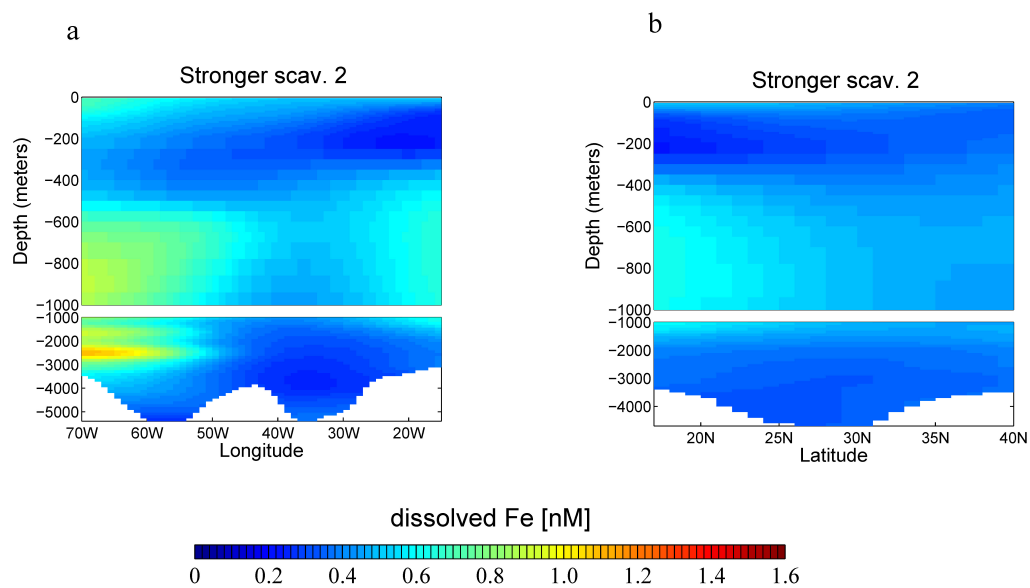 a
b
Stronger scav. 2
Stronger scav. 2
Depth (meters)
0
−200
−400
−600
−800
−1000
−1000
−2000
−3000
−4000
−5000
70W 60W 50W 40W 30W 20W
Longitude
Depth (meters)
0
−200
−400
−600
−800
−1000
−1000
−2000
−3000
−4000
20N 25N 30N 35N 40N
Latitude
dissolved Fe [nM]
0 0.2 0.4 0.6 0.8 1.0 1.2 1.4 1.6